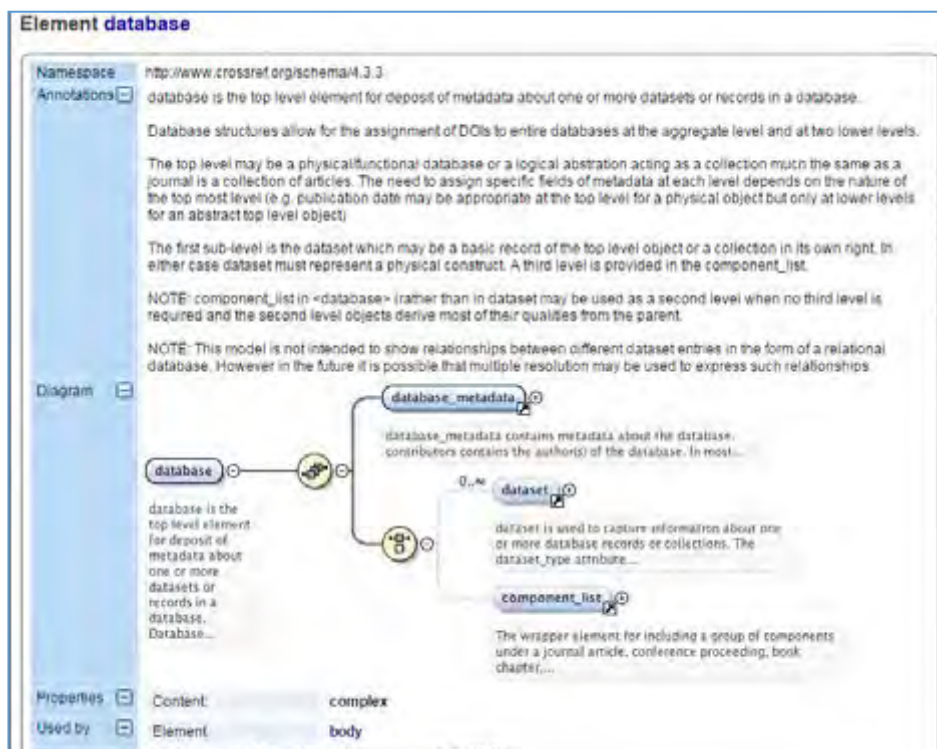 Element database
Namespace http://www.crossref.org/schema/4.3.3
Annotations database is the top level element for deposit of metadata about one or more datasets or records in a database.
Database structures allow for the assignment of DOIs to entire databases at the aggregate level and at two lower levels.
The top level may be a physical/functional database or a logical abstration acting as a collection much the same as a
journal is a collection of articles. The need to assign specific fields of metadata at each level depends on the nature of
the top most level (e.g. publication date may be appropriate at the top level for a physical object but only at lower levels
for an abstract top level object)
The first sub-level is the dataset which may be a basic record of the top level object or a collection in its own right. In
either case dataset must represent a physical construct. A third level is provided in the component_list.
NOTE: component_list in <database> (rather than in dataset may be used as a second level when no third level is
required and the second level objects derive most of their qualities from the parent.
NOTE: This model is not intended to show relationships between different dataset entries in the form of a relational
database. However in the future it is possible that multiple resolution may be used to express such relationships
Diagram
database_metadata
database_metadata contains metadata about the database.
contributors contains the author(s) of the database. In most...
database
database is the
top level element
for deposit of
metadata about
one or more
datasets or
records in a
database.
Database...
0..∞
dataset
dataset is used to capture information about one
or more database records or collections. The
dataset_type attribute...
component_list
The wrapper element for including a group of components
under a journal article, conference proceeding, book
chapter,...
Properties Content: complex
Used by Element body